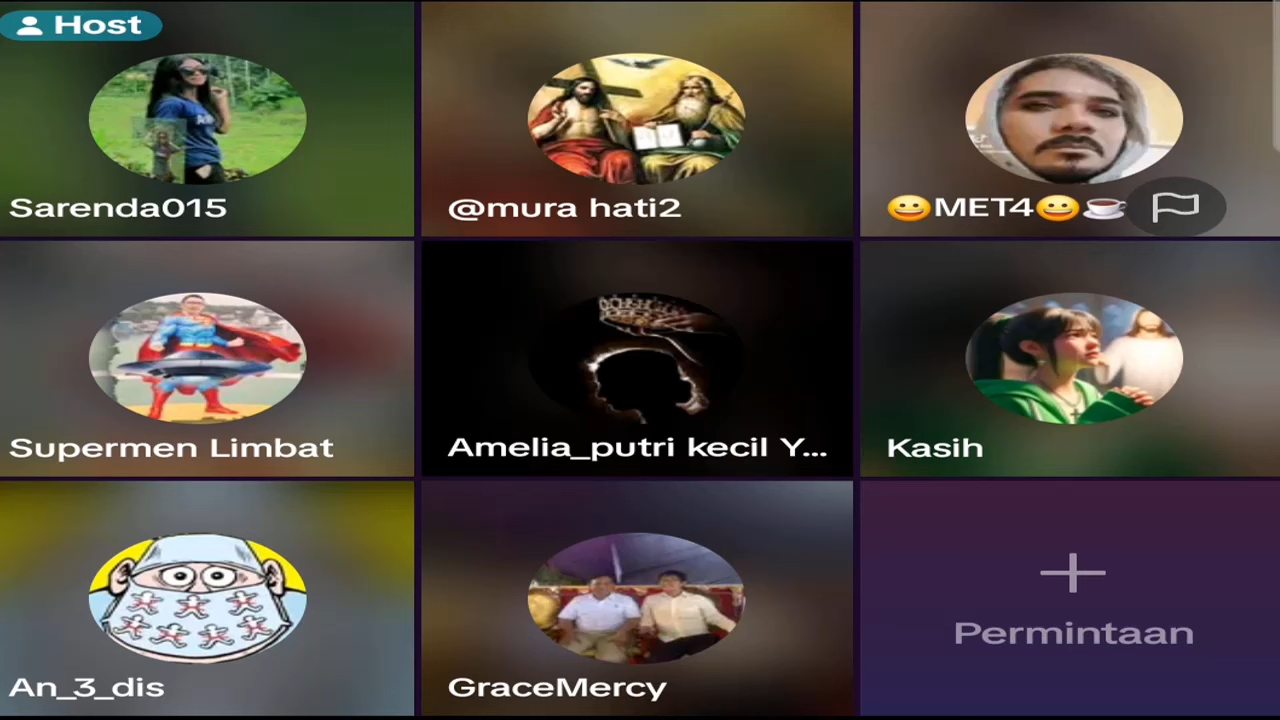 Host
Sarenda015
@mura hati2
😀MET4😀☕
Supermen Limbat
Amelia_putri kecil Y...
Kasih
An_3_dis
GraceMercy
Permintaan